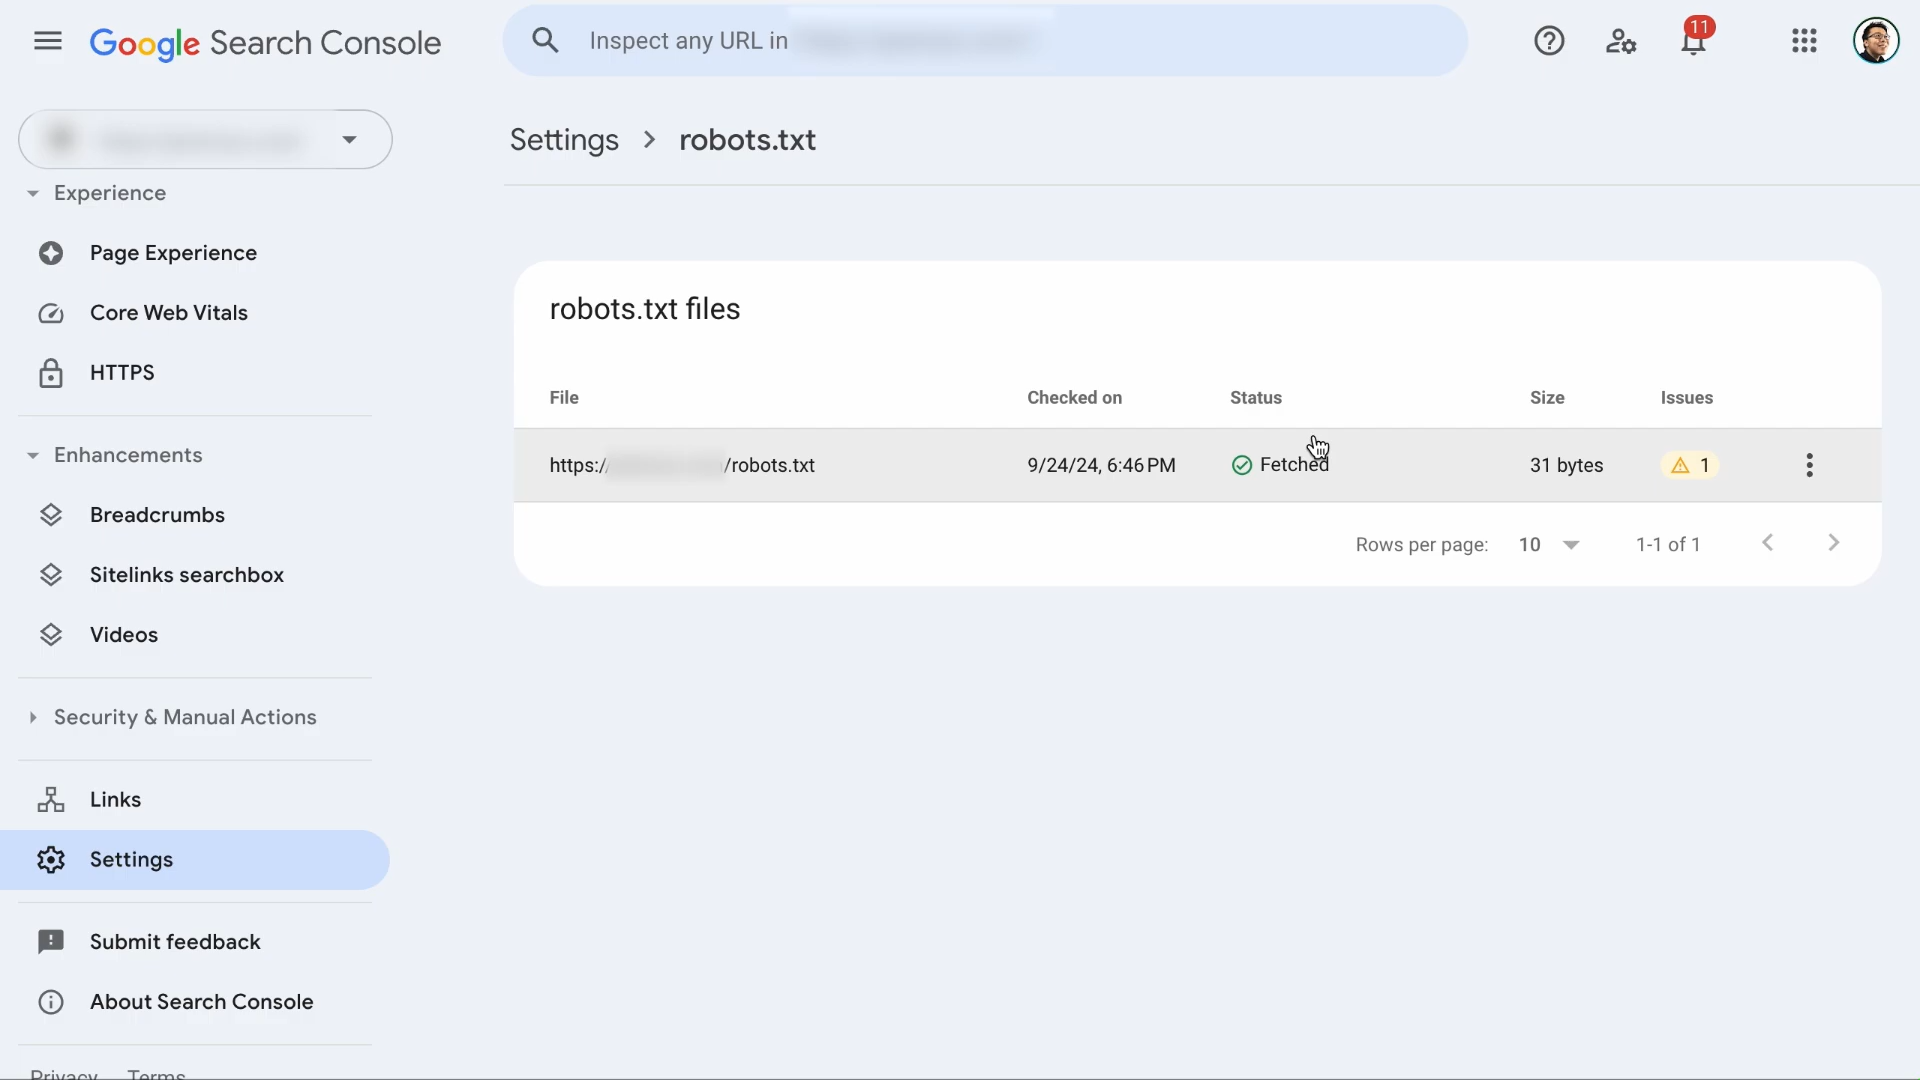 Google Search Console
Inspect any URL in
11
Settings > robots.txt
Experience
Page Experience
Core Web Vitals
HTTPS
Enhancements
Breadcrumbs
Sitelinks searchbox
Videos
Security & Manual Actions
Links
Settings
Submit feedback
About Search Console
Privacy Terms
robots.txt files
File Checked on Status Size Issues
https:/ /robots.txt 9/24/24, 6:46 PM Fetched 31 bytes 1
Rows per page: 10 1-1 of 1